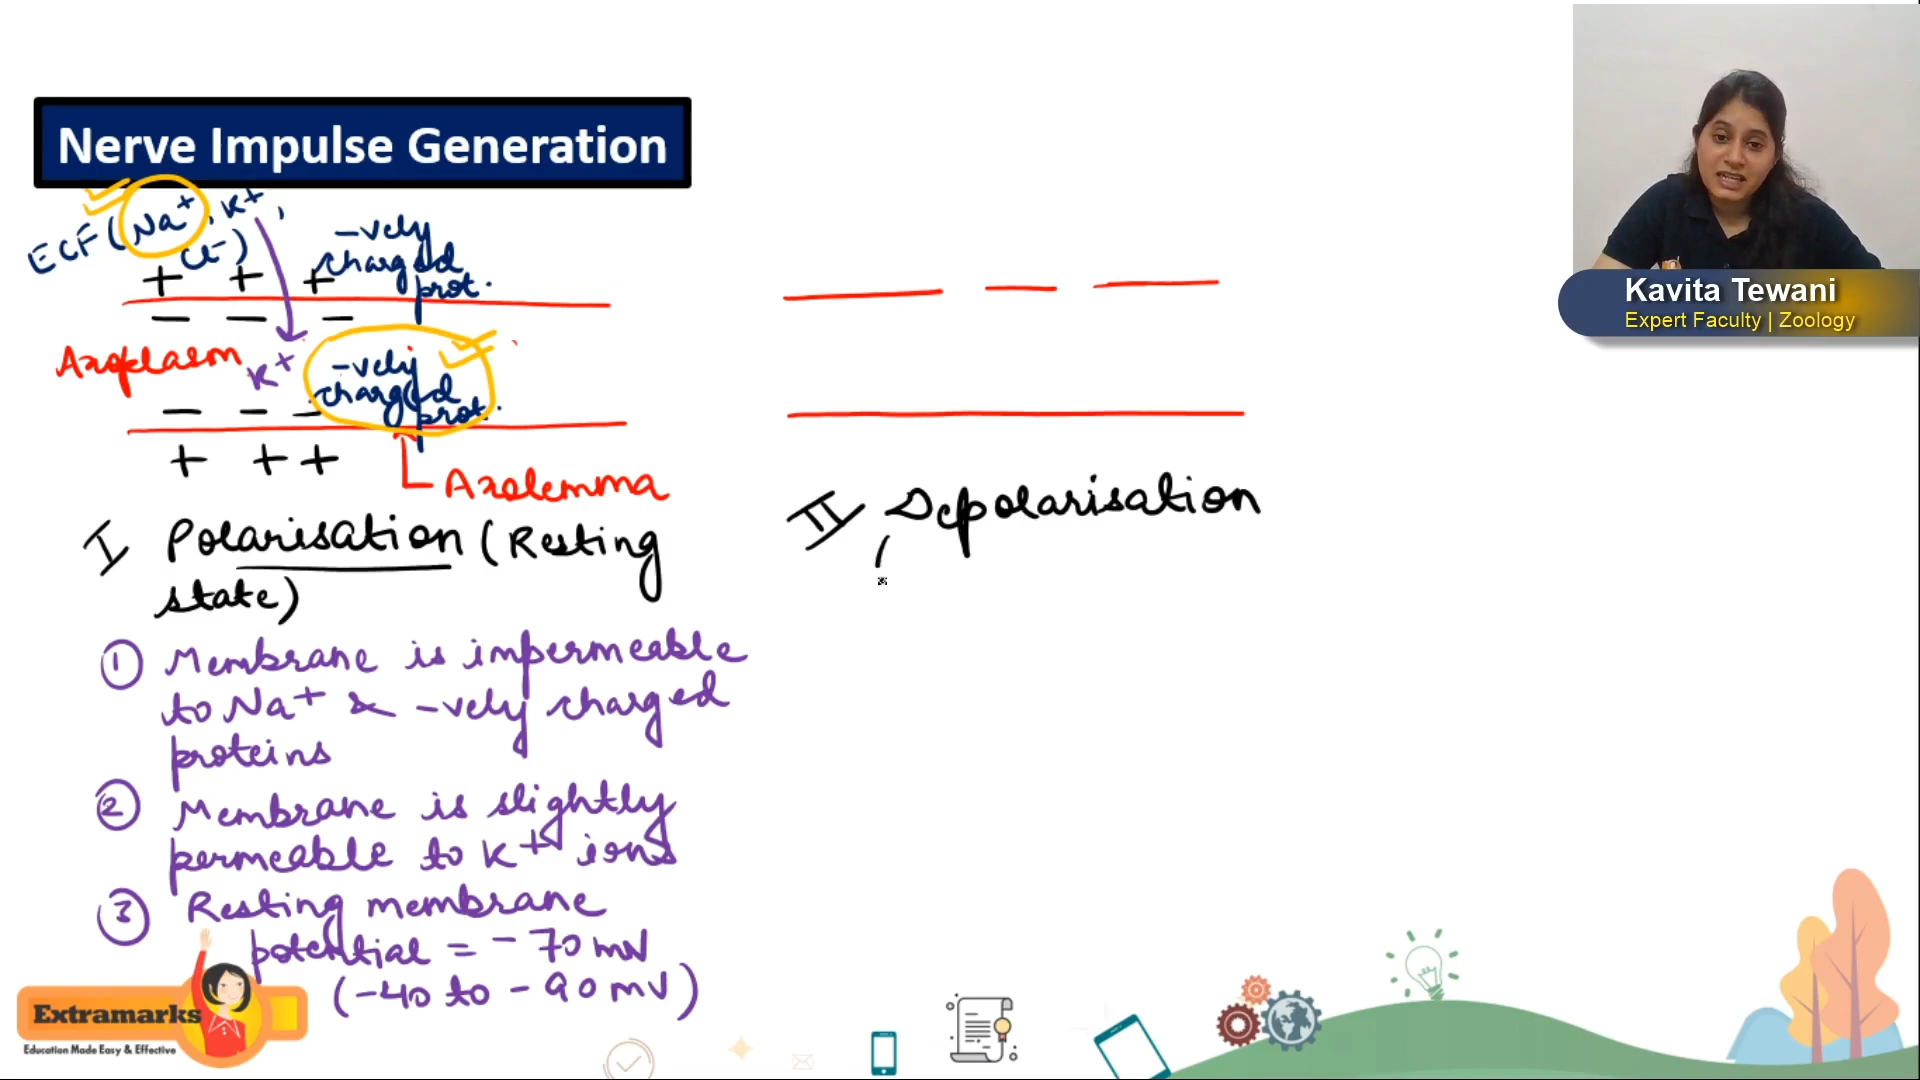 Nerve Impulse Generation
ECF (Na+, K+,
Cl-)
-vely
charged
prot.
+ + +
– – –
Axoplasm
K+
-vely
charged
prot.
– – –
+ + +
Axolemma
I Polarisation (Resting
state)
① Membrane is impermeable
to Na+ & -vely charged
proteins
② Membrane is slightly
permeable to K+ ions
③ Resting membrane
potential = - 70 mV
(-40 to - 90 mV)
II Depolarisation
(
Kavita Tewani
Expert Faculty | Zoology
Extramarks
Education Made Easy & Effective